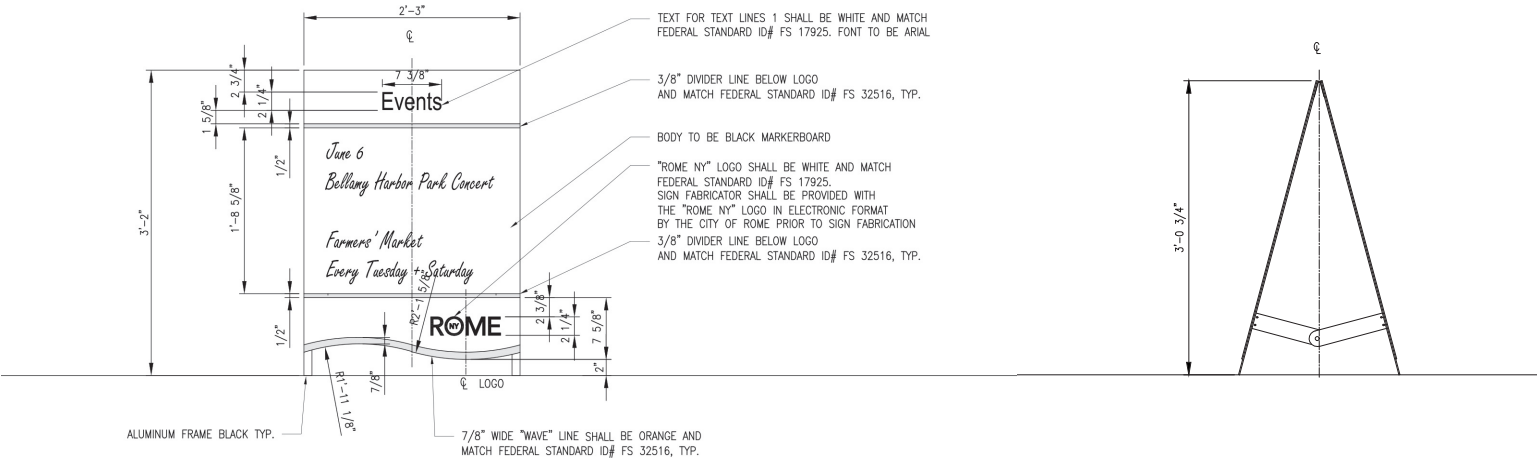 2'-3"
℄
TEXT FOR TEXT LINES 1 SHALL BE WHITE AND MATCH
FEDERAL STANDARD ID# FS 17925. FONT TO BE ARIAL
℄
7 3/8"
2 3/4"
2 1/4"
1 5/8"
Events
3/8" DIVIDER LINE BELOW LOGO
AND MATCH FEDERAL STANDARD ID# FS 32516, TYP.
BODY TO BE BLACK MARKERBOARD
1/2"
June 6
Bellamy Harbor Park Concert
"ROME NY" LOGO SHALL BE WHITE AND MATCH
FEDERAL STANDARD ID# FS 17925.
SIGN FABRICATOR SHALL BE PROVIDED WITH
THE "ROME NY" LOGO IN ELECTRONIC FORMAT
BY THE CITY OF ROME PRIOR TO SIGN FABRICATION
3'-2"
1'-8 5/8"
3'-0 3/4"
Farmers' Market
Every Tuesday + Saturday
3/8" DIVIDER LINE BELOW LOGO
AND MATCH FEDERAL STANDARD ID# FS 32516, TYP.
R2'-1 5/8"
2 3/8"
2 1/4"
7 5/8"
ROME
NY
1/2"
2"
R1'-11 1/8"
7/8"
℄ LOGO
ALUMINUM FRAME BLACK TYP.
7/8" WIDE "WAVE" LINE SHALL BE ORANGE AND
MATCH FEDERAL STANDARD ID# FS 32516, TYP.